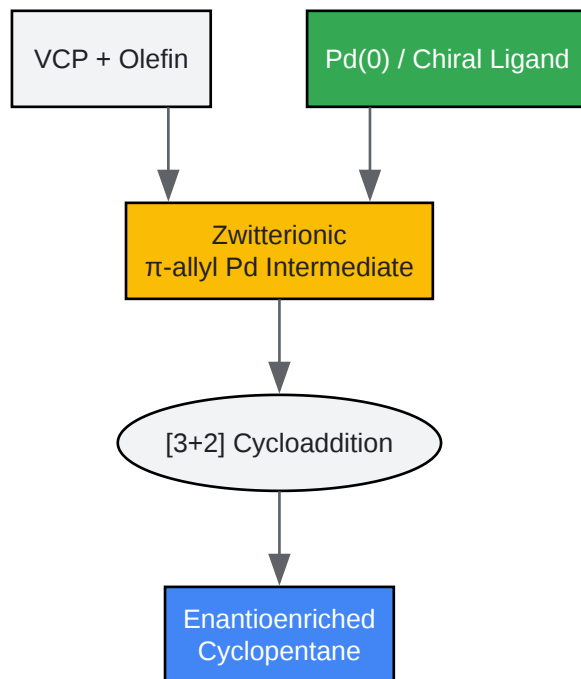 VCP + Olefin
Pd(0) / Chiral Ligand
Zwitterionic
π-allyl Pd Intermediate
[3+2] Cycloaddition
Enantioenriched
Cyclopentane